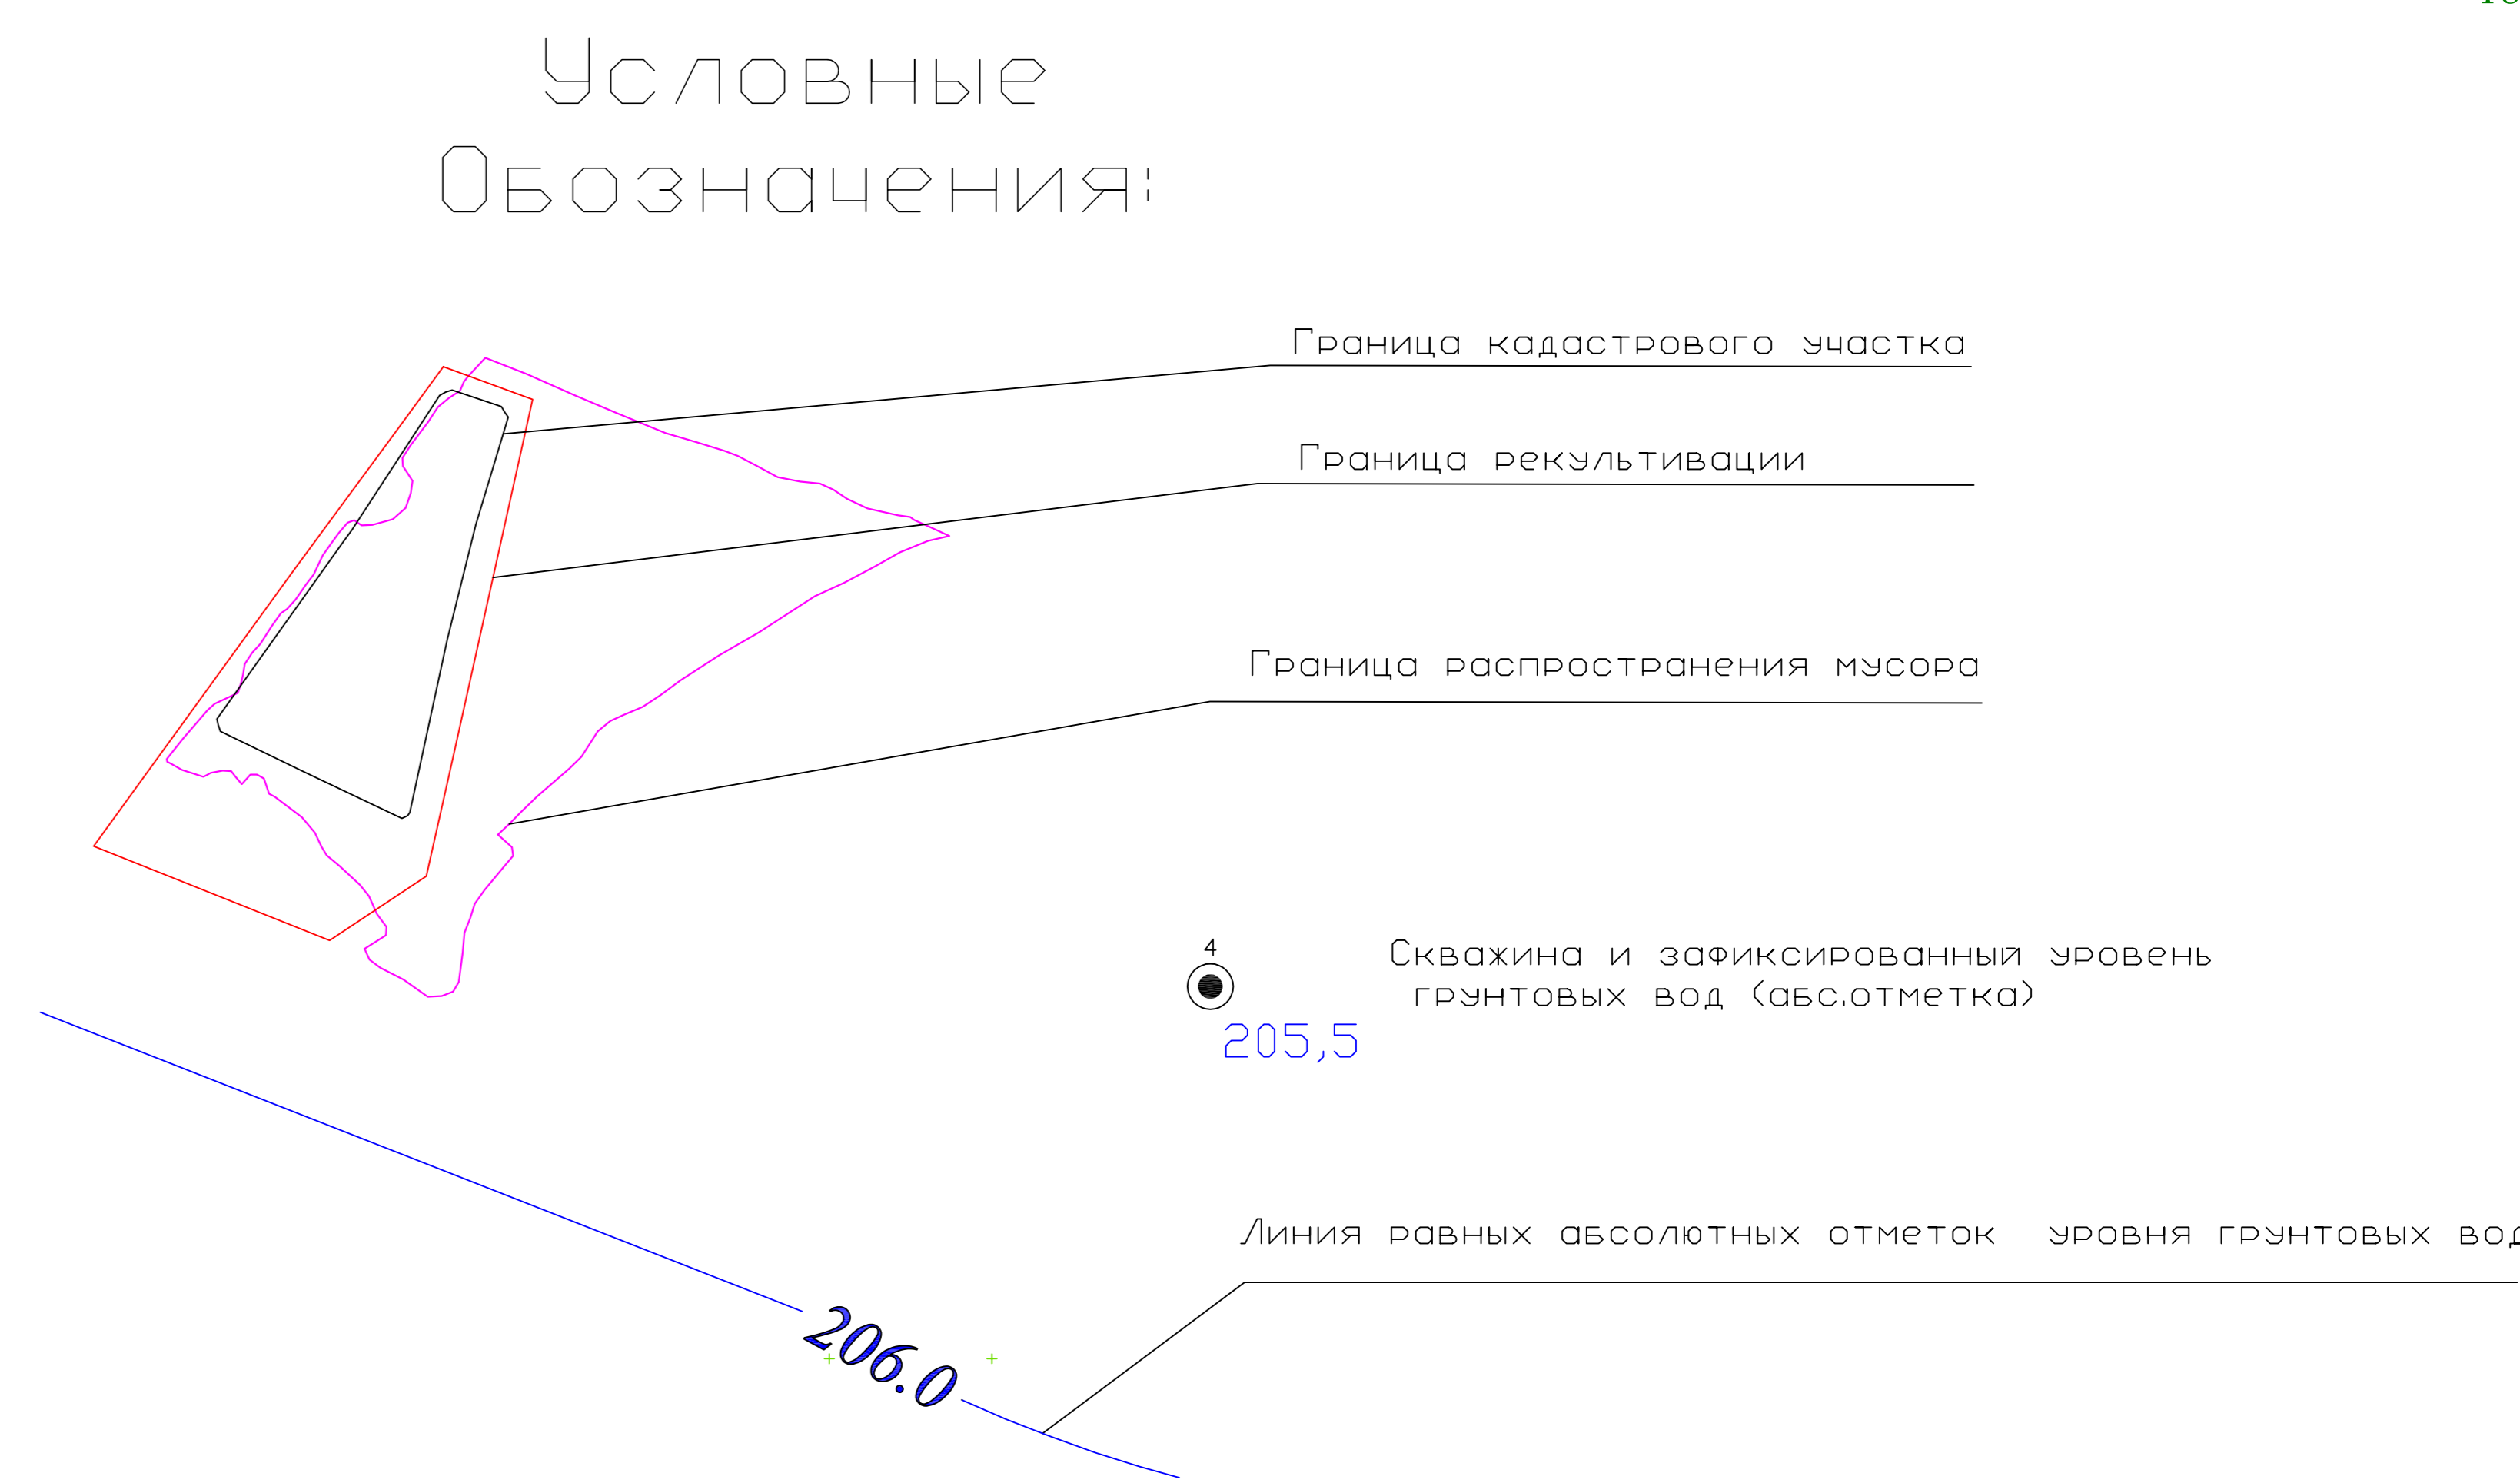 Условные
Обозначения:
Граница кадастрового участка
Граница рекультивации
Граница распространения мусора
4
Скважина и зафиксированный уровень
грунтовых вод (абс.отметка)
205,5
Линия равных абсолютных отметок уровня грунтовых вод
206.0